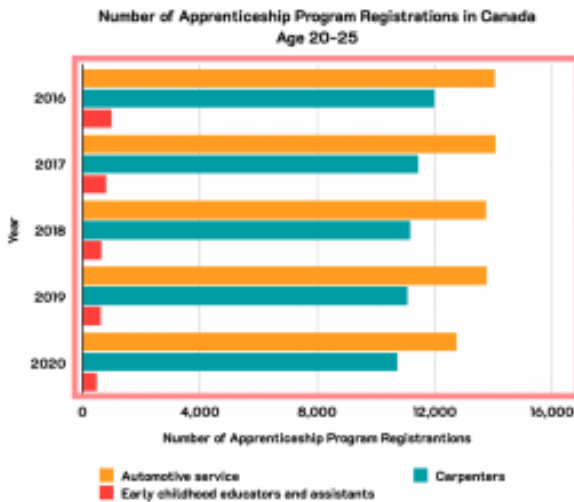 Number of Apprenticeship Program Registrations in Canada
Age 20-25
Year
2016
2017
2018
2019
2020
0 4,000 8,000 12,000 16,000
Number of Apprenticeship Program Registrantions
Automotive service Carpenters
Early childhood educators and assistants